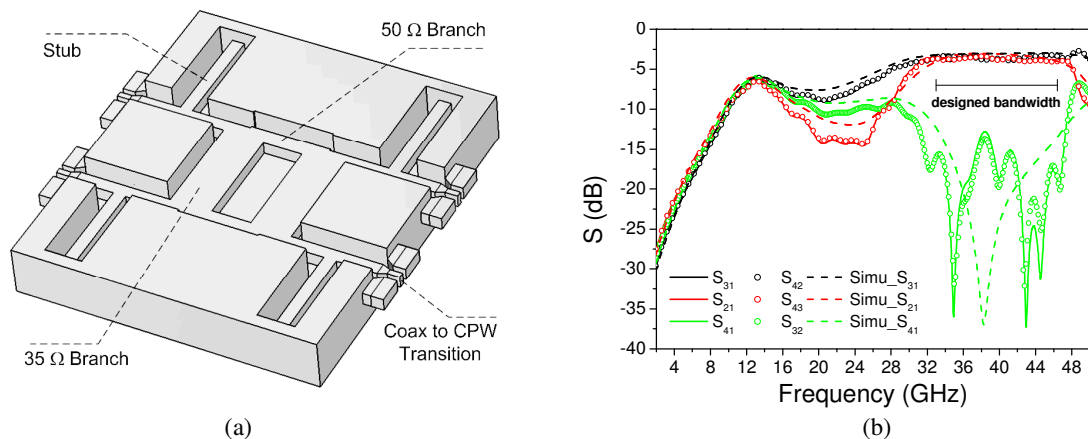 Stub
50 Ω Branch
35 Ω Branch
Coax to CPW
Transition
(a)
S (dB)
0
-5
-10
-15
-20
-25
-30
-35
-40
designed bandwidth
S31 S42 Simu_S31
S21 S43 Simu_S21
S41 S32 Simu_S41
4 8 12 16 20 24 28 32 36 40 44 48
Frequency (GHz)
(b)